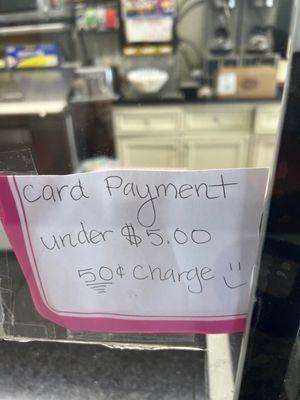 Card Payment
under $5.00
50¢ Charge :)